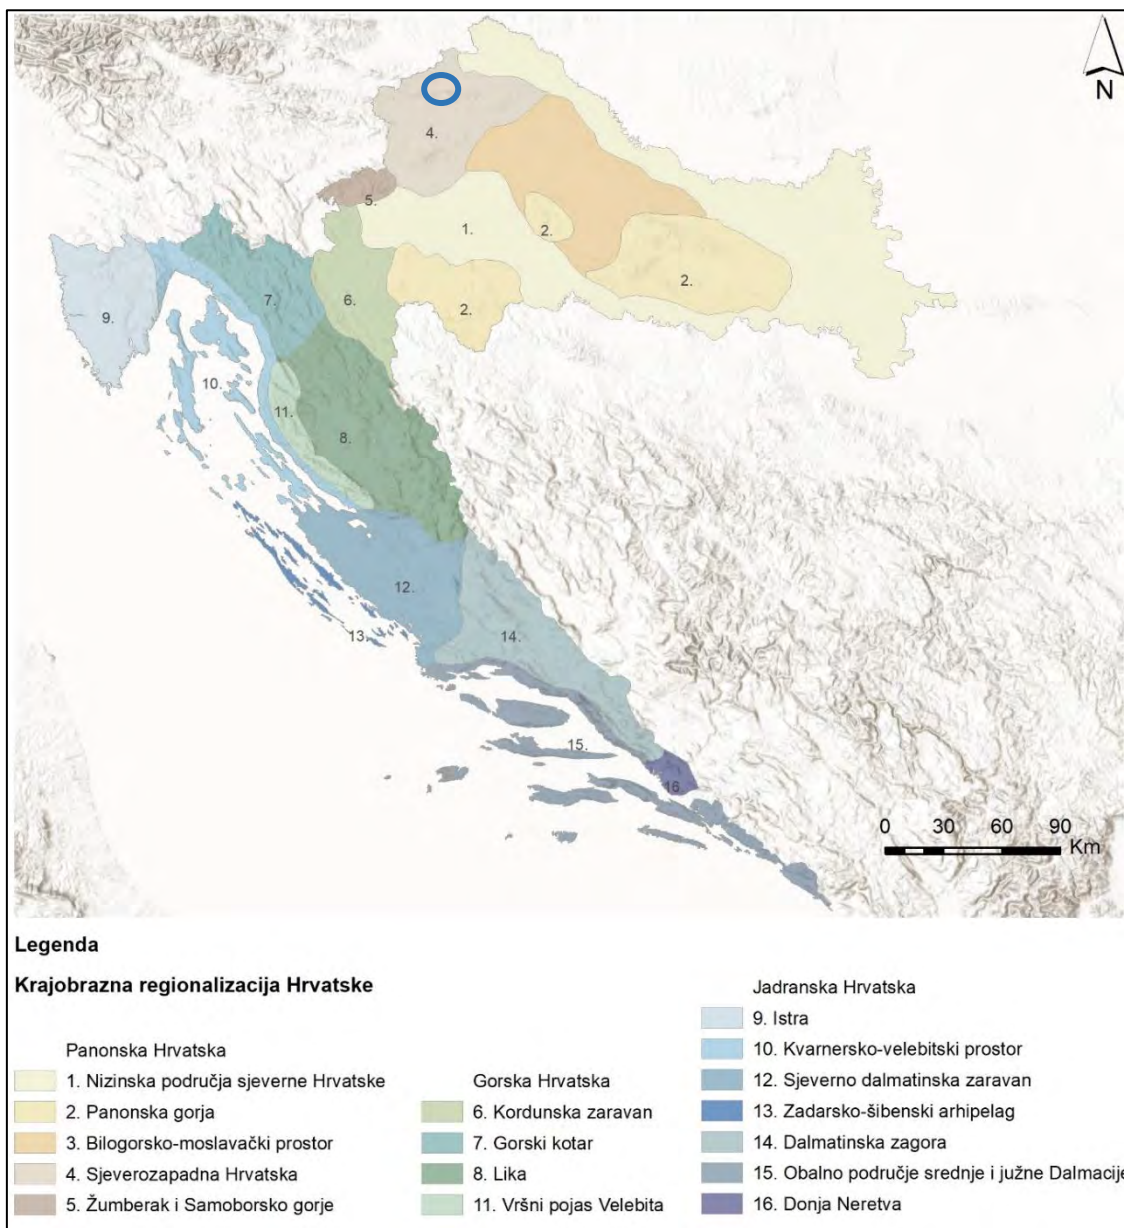 N
4.
5.
1.
2.
2.
2.
6.
7.
9.
10.
11.
8.
12.
13.
14.
15.
16.
0 30 60 90
Km
Legenda
Krajobrazna regionalizacija Hrvatske
Panonska Hrvatska
1. Nizinska područja sjeverne Hrvatske
2. Panonska gorja
3. Bilogorsko-moslavački prostor
4. Sjeverozapadna Hrvatska
5. Žumberak i Samoborsko gorje
Gorska Hrvatska
6. Kordunska zaravan
7. Gorski kotar
8. Lika
11. Vršni pojas Velebita
Jadranska Hrvatska
9. Istra
10. Kvarnersko-velebitski prostor
12. Sjeverno dalmatinska zaravan
13. Zadarsko-šibenski arhipelag
14. Dalmatinska zagora
15. Obalno područje srednje i južne Dalmacije
16. Donja Neretva